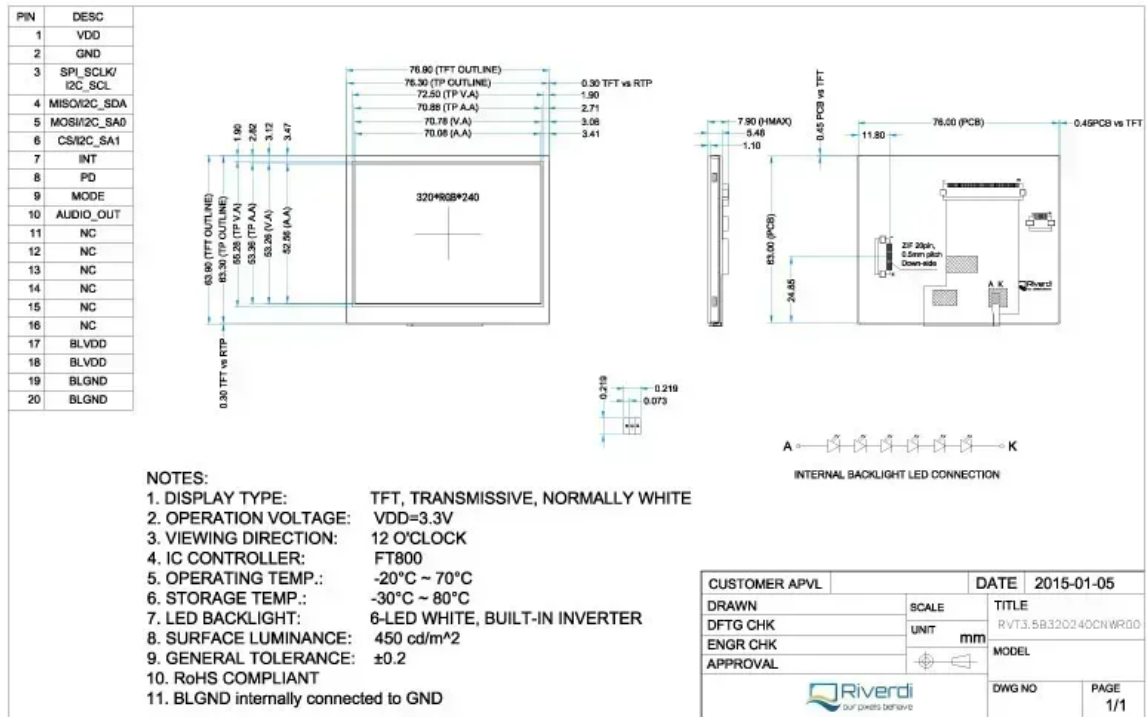 PIN DESC
1 VDD
2 GND
3 SPI_SCLK/
I2C_SCL
4 MISO/I2C_SDA
5 MOSI/I2C_SA0
6 CS/I2C_SA1
7 INT
8 PD
9 MODE
10 AUDIO_OUT
11 NC
12 NC
13 NC
14 NC
15 NC
16 NC
17 BLVDD
18 BLVDD
19 BLGND
20 BLGND
76.90 (TFT OUTLINE)
76.30 (TP OUTLINE)
72.50 (TP V.A)
70.88 (TP A.A)
70.78 (V.A)
70.08 (A.A)
0.30 TFT vs RTP
1.90
2.71
3.06
3.41
1.90
2.82
3.12
3.47
63.90 (TFT OUTLINE)
63.30 (TP OUTLINE)
55.26 (TP V.A)
53.36 (TP A.A)
53.26 (V.A)
52.56 (A.A)
0.30 TFT vs RTP
320*RGB*240
7.90 (HMAX)
5.48
1.10
0.45 PCB vs TFT
76.00 (PCB)
0.45PCB vs TFT
11.80
63.00 (PCB)
24.85
ZIF 20pin,
0.5mm pitch
Down-side
A K
Riverdi
0.219
0.219
0.073
A K
INTERNAL BACKLIGHT LED CONNECTION
NOTES:
1. DISPLAY TYPE: TFT, TRANSMISSIVE, NORMALLY WHITE
2. OPERATION VOLTAGE: VDD=3.3V
3. VIEWING DIRECTION: 12 O'CLOCK
4. IC CONTROLLER: FT800
5. OPERATING TEMP.: -20°C ~ 70°C
6. STORAGE TEMP.: -30°C ~ 80°C
7. LED BACKLIGHT: 6-LED WHITE, BUILT-IN INVERTER
8. SURFACE LUMINANCE: 450 cd/m^2
9. GENERAL TOLERANCE: ±0.2
10. RoHS COMPLIANT
11. BLGND internally connected to GND
CUSTOMER APVL
DATE 2015-01-05
DRAWN
DFTG CHK
ENGR CHK
APPROVAL
SCALE
UNIT mm
TITLE
RVT3.5B320240CNWR00
MODEL
Riverdi
our pixels behave
DWG NO
PAGE
1/1